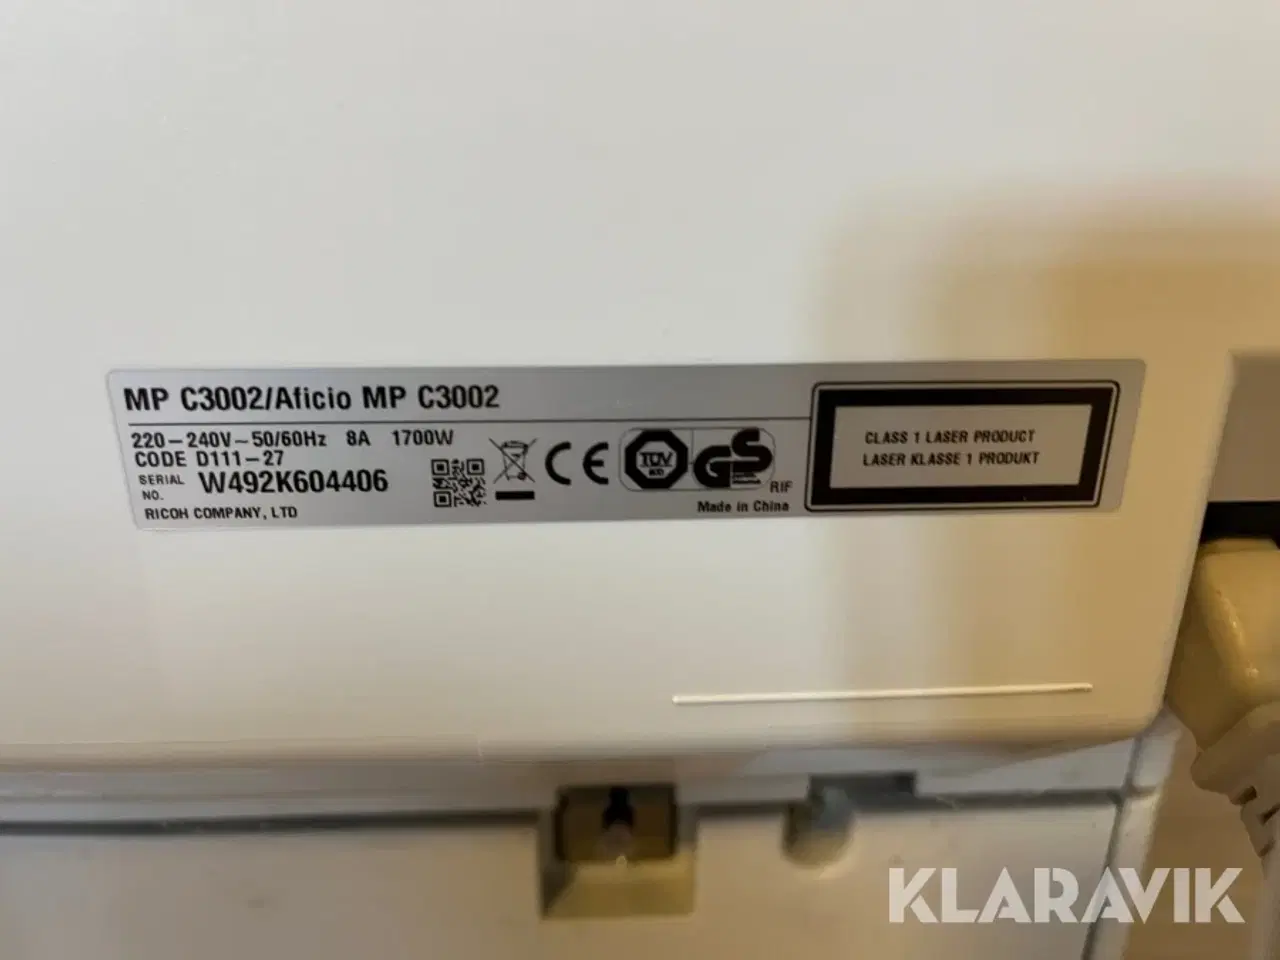 MP C3002/Aficio MP C3002
220-240V~50/60Hz 8A 1700W
CODE D111-27
SERIAL NO. W492K604406
RICOH COMPANY, LTD
CE
TÜV
GS
RIF
Made in China
CLASS 1 LASER PRODUCT
LASER KLASSE 1 PRODUKT
KLARAVIK